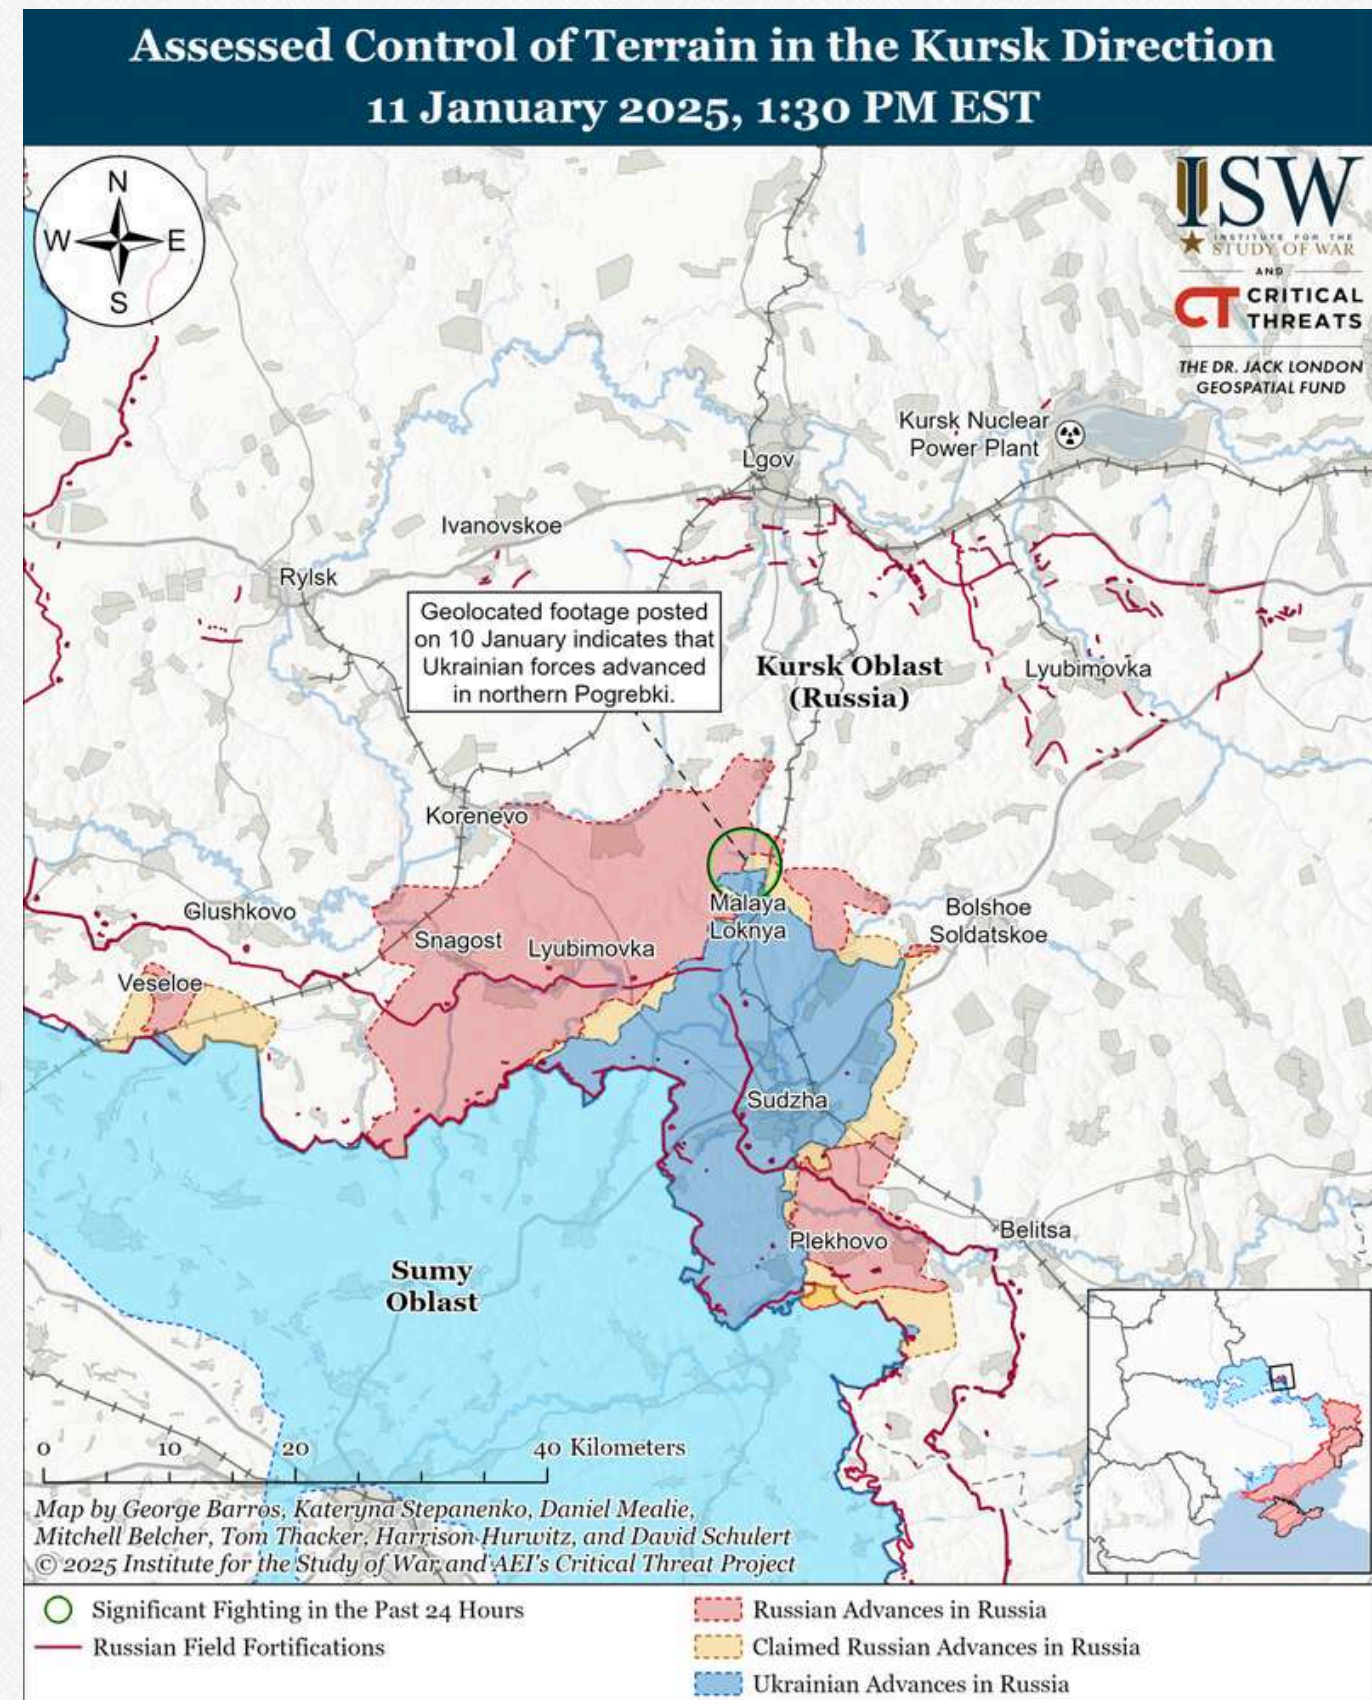 Assessed Control of Terrain in the Kursk Direction
11 January 2025, 1:30 PM EST
N
W
E
S
ISW
INSTITUTE FOR THE
STUDY OF WAR
AND
CT CRITICAL
THREATS
THE DR. JACK LONDON
GEOSPATIAL FUND
Kursk Nuclear
Power Plant
Lgov
Ivanovskoe
Rylsk
Geolocated footage posted
on 10 January indicates that
Ukrainian forces advanced
in northern Pogrebki.
Kursk Oblast
(Russia)
Lyubimovka
Korenevo
Glushkovo
Malaya
Loknya
Bolshoe
Soldatskoe
Snagost
Lyubimovka
Veseloe
Sudzha
Plekhovo
Belitsa
Sumy
Oblast
0 10 20 40 Kilometers
Map by George Barros, Kateryna Stepanenko, Daniel Mealie,
Mitchell Belcher, Tom Thacker, Harrison Hurwitz, and David Schulert
© 2025 Institute for the Study of War and AEI's Critical Threat Project
Significant Fighting in the Past 24 Hours
Russian Field Fortifications
Russian Advances in Russia
Claimed Russian Advances in Russia
Ukrainian Advances in Russia